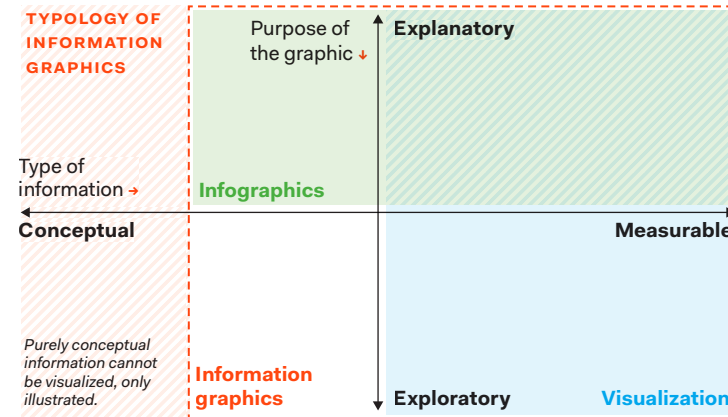 TYPOLOGY OF
INFORMATION
GRAPHICS
Purpose of
the graphic ↓
Explanatory
Type of
information →
Infographics
Conceptual
Measurable
Purely conceptual
information cannot
be visualized, only
illustrated.
Information
graphics
Exploratory
Visualization